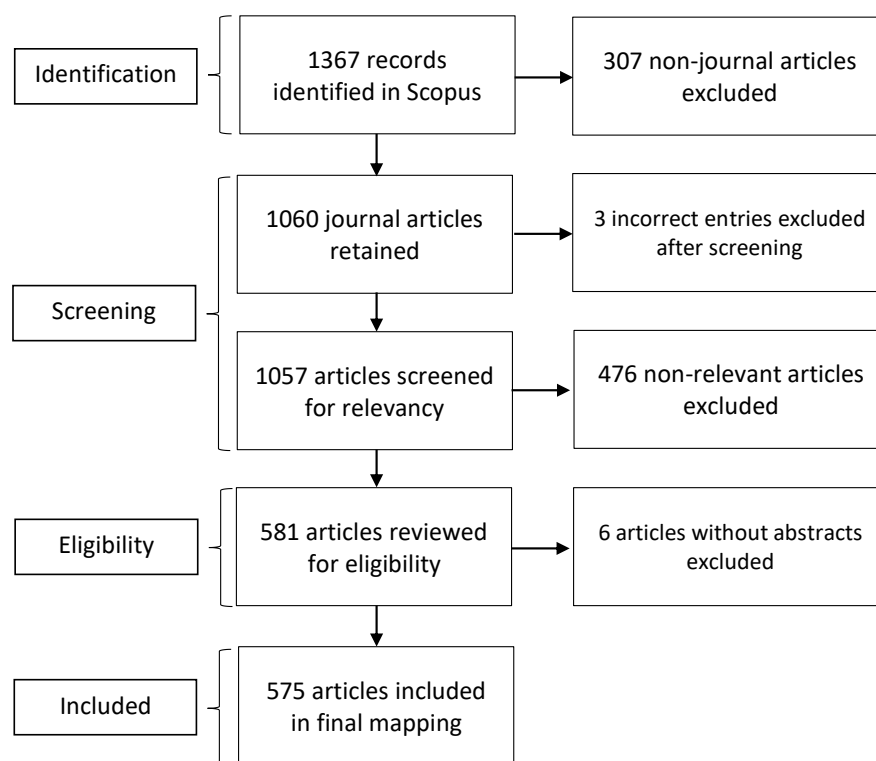 Identification
1367 records
identified in Scopus
307 non-journal articles
excluded
Screening
1060 journal articles
retained
3 incorrect entries excluded
after screening
1057 articles screened
for relevancy
476 non-relevant articles
excluded
Eligibility
581 articles reviewed
for eligibility
6 articles without abstracts
excluded
Included
575 articles included
in final mapping